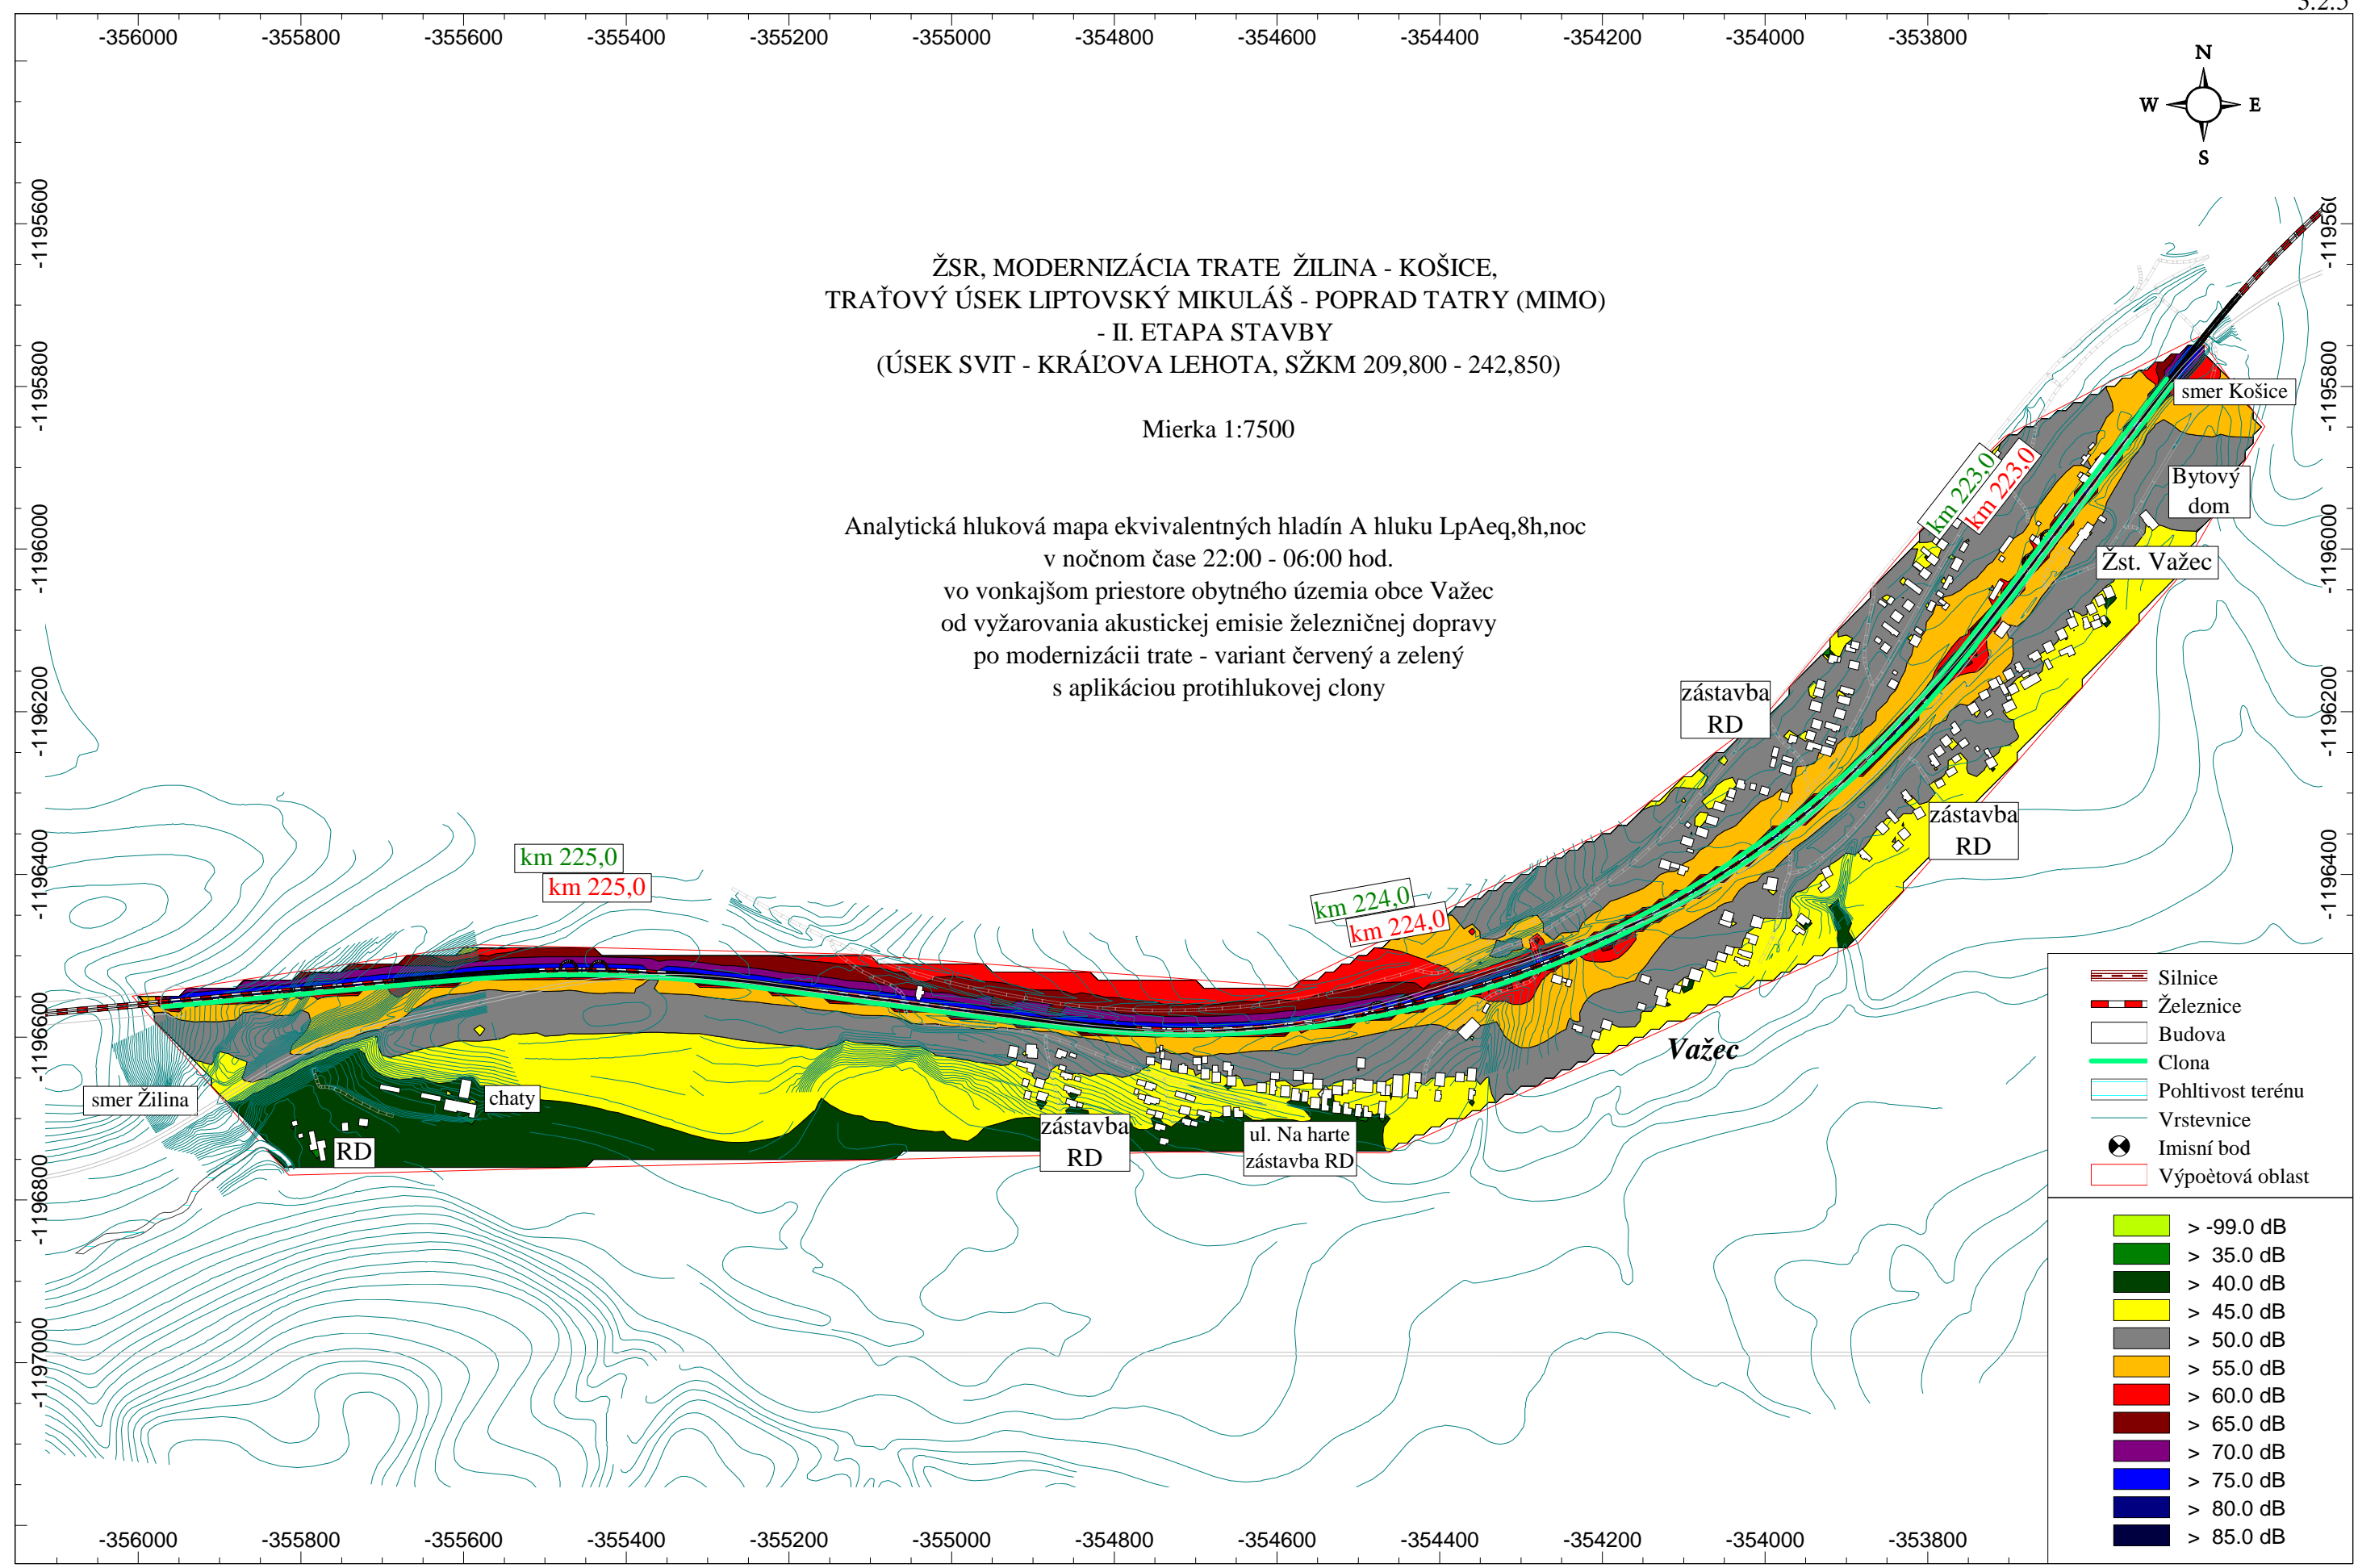 3.2.5
-356000 -355800 -355600 -355400 -355200 -355000 -354800 -354600 -354400 -354200 -354000 -353800
N
W E
S
-1195600
-1195800
-1196000
-1196200
-1196400
-1196600
-1196800
-1197000
ŽSR, MODERNIZÁCIA TRATE ŽILINA - KOŠICE,
TRAŤOVÝ ÚSEK LIPTOVSKÝ MIKULÁŠ - POPRAD TATRY (MIMO)
- II. ETAPA STAVBY
(ÚSEK SVIT - KRÁĽOVA LEHOTA, SŽKM 209,800 - 242,850)
Mierka 1:7500
Analytická hluková mapa ekvivalentných hladín A hluku LpAeq,8h,noc
v nočnom čase 22:00 - 06:00 hod.
vo vonkajšom priestore obytného územia obce Važec
od vyžarovania akustickej emisie železničnej dopravy
po modernizácii trate - variant červený a zelený
s aplikáciou protihlukovej clony
smer Košice
km 223,0
km 223,0
Bytový
dom
Žst. Važec
zástavba
RD
zástavba
RD
km 225,0
km 225,0
km 224,0
km 224,0
Važec
smer Žilina
chaty
RD
zástavba
RD
ul. Na harte
zástavba RD
-1195800
-1196000
-1196200
-1196400
Silnice
Železnice
Budova
Clona
Pohltivost terénu
Vrstevnice
Imisní bod
Výpoètová oblast
> -99.0 dB
> 35.0 dB
> 40.0 dB
> 45.0 dB
> 50.0 dB
> 55.0 dB
> 60.0 dB
> 65.0 dB
> 70.0 dB
> 75.0 dB
> 80.0 dB
> 85.0 dB
-356000 -355800 -355600 -355400 -355200 -355000 -354800 -354600 -354400 -354200 -354000 -353800